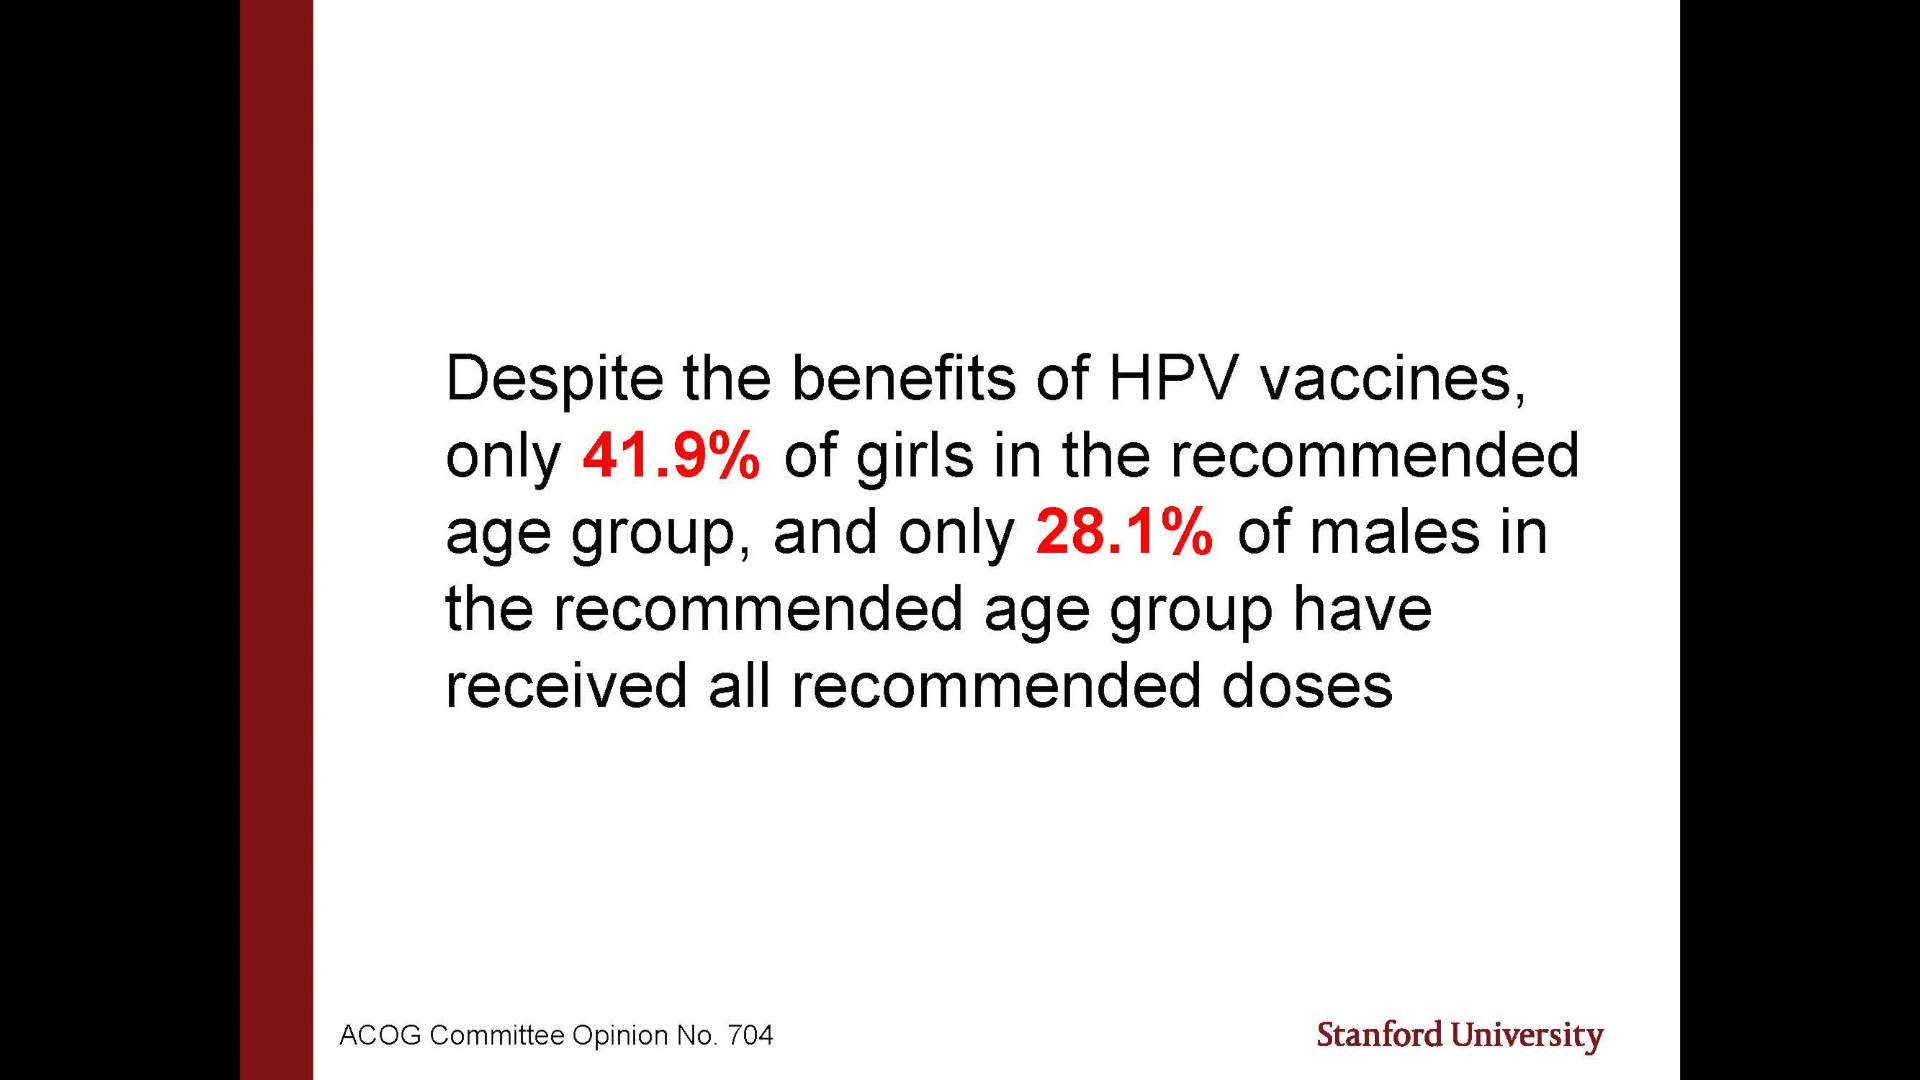 Despite the benefits of HPV vaccines,
only 41.9% of girls in the recommended
age group, and only 28.1% of males in
the recommended age group have
received all recommended doses
ACOG Committee Opinion No. 704
Stanford University